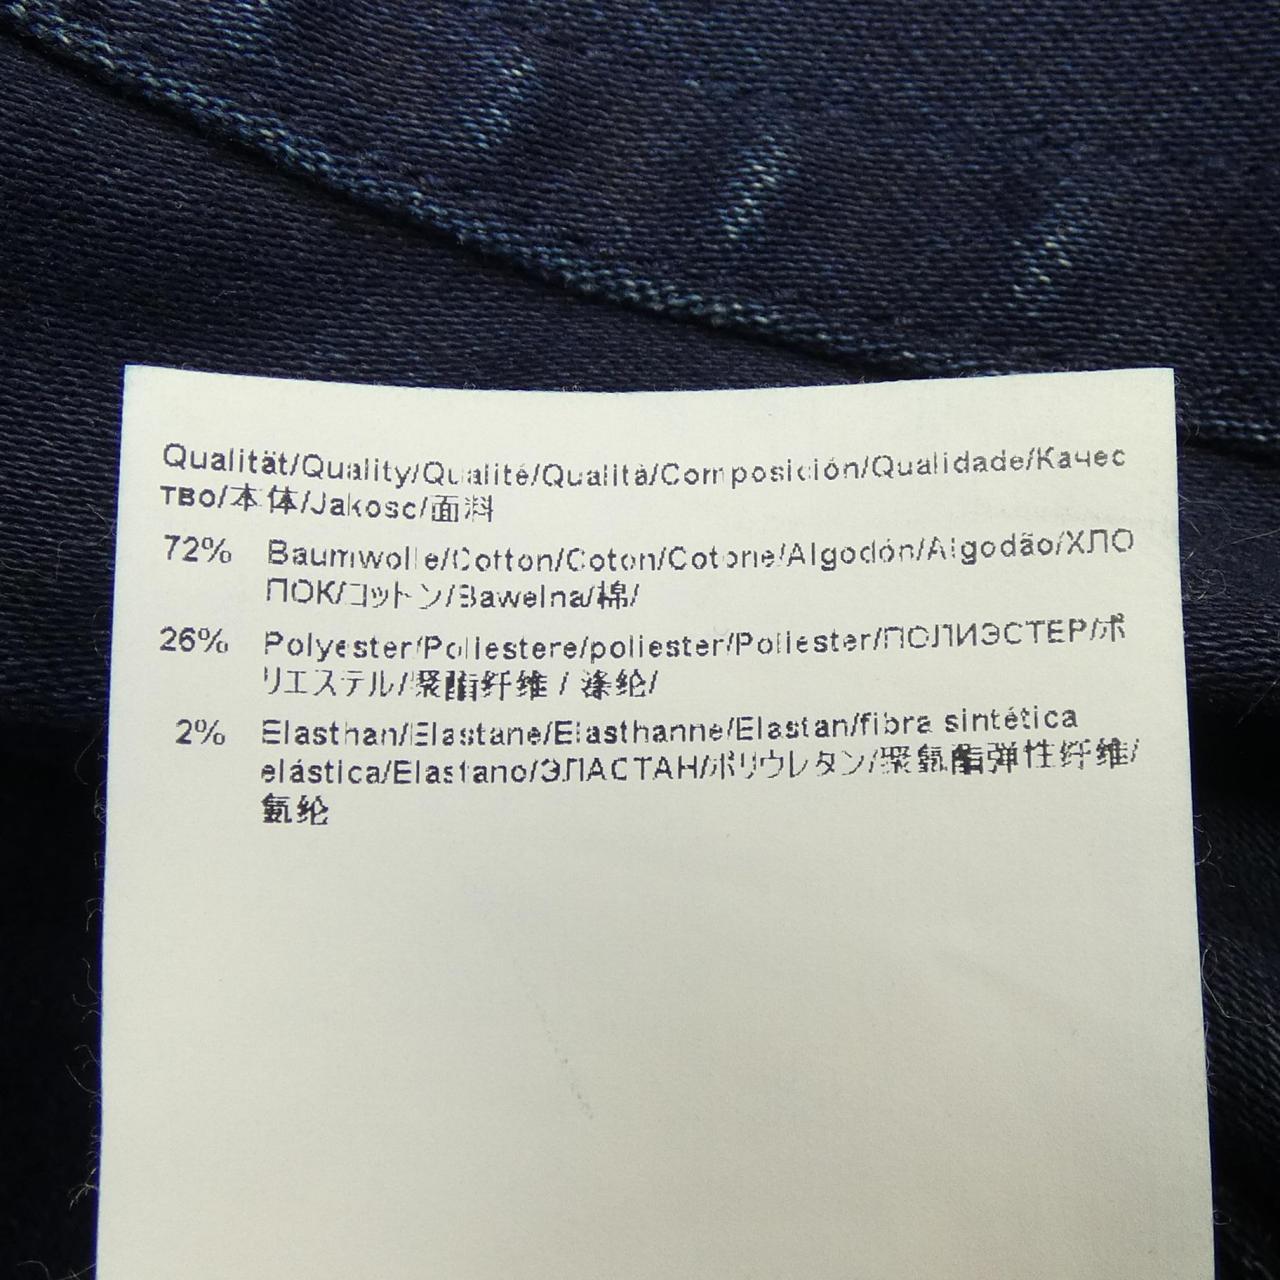 Qualität/Quality/Qualité/Qualità/Composición/Qualidade/Качес
тво/本体/Jakosc/面料
72% Baumwolle/Cotton/Coton/Cotone/Algodón/Algodão/ХЛО
ПОК/コットン/Bawelna/棉/
26% Polyester/Poliestere/poliester/Poliester/ПОЛИЭСТЕР/ポ
リエステル/聚酯纤维 / 涤纶/
2% Elasthan/Elastane/Elasthanne/Elastan/fibra sintética
elástica/Elastano/ЭЛАСТАН/ポリウレタン/聚氨酯弹性纤维/
氨纶